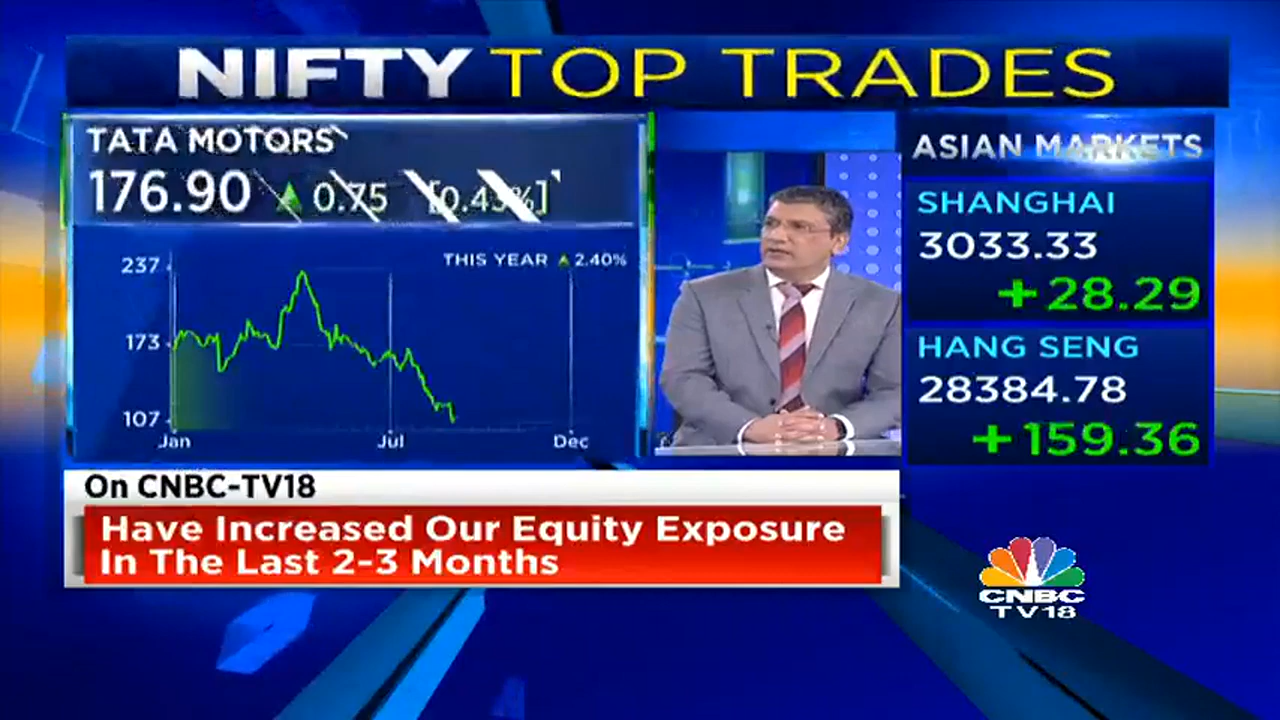 NIFTY TOP TRADES
TATA MOTORS
176.90 ▲ 0.75 [0.43%]
THIS YEAR ▲ 2.40%
237
173
107
Jan Jul Dec
ASIAN MARKETS
SHANGHAI
3033.33
+28.29
HANG SENG
28384.78
+159.36
On CNBC-TV18
Have Increased Our Equity Exposure
In The Last 2-3 Months
CNBC
TV18